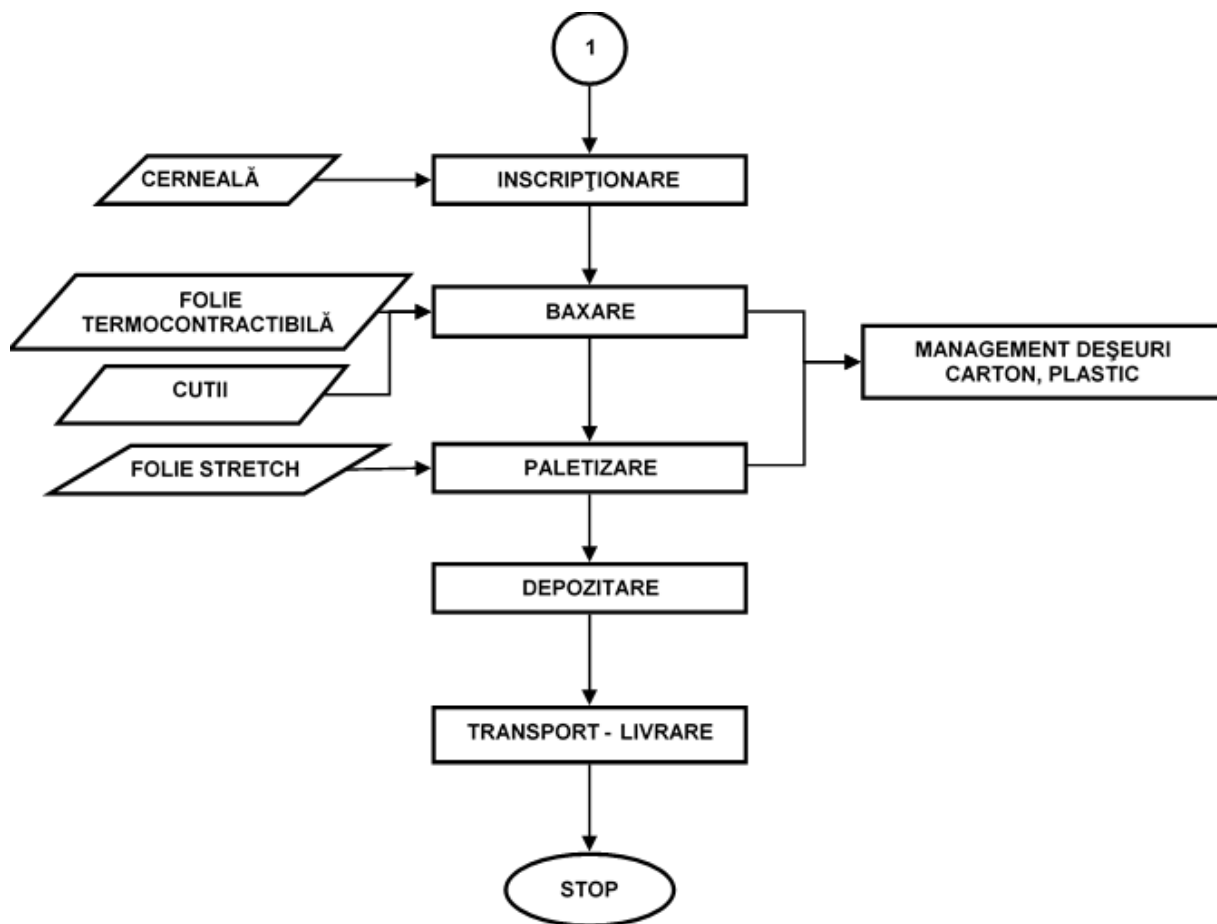 1
CERNEALĂ
INSCRIPŢIONARE
FOLIE
TERMOCONTRACTIBILĂ
BAXARE
MANAGEMENT DEŞEURI
CARTON, PLASTIC
CUTII
FOLIE STRETCH
PALETIZARE
DEPOZITARE
TRANSPORT - LIVRARE
STOP